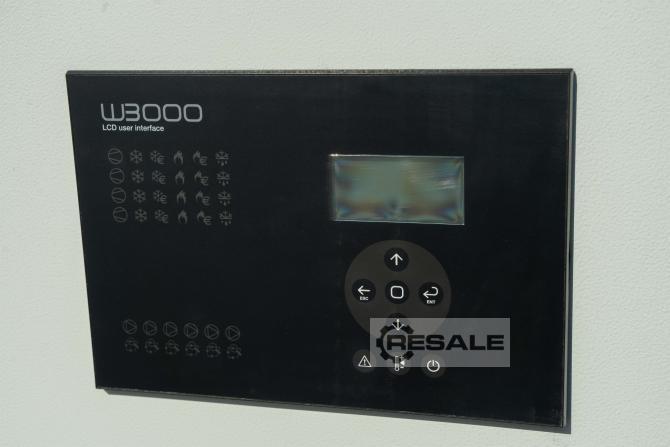 W3000
LCD user interface
ESC
ENT
RESALE